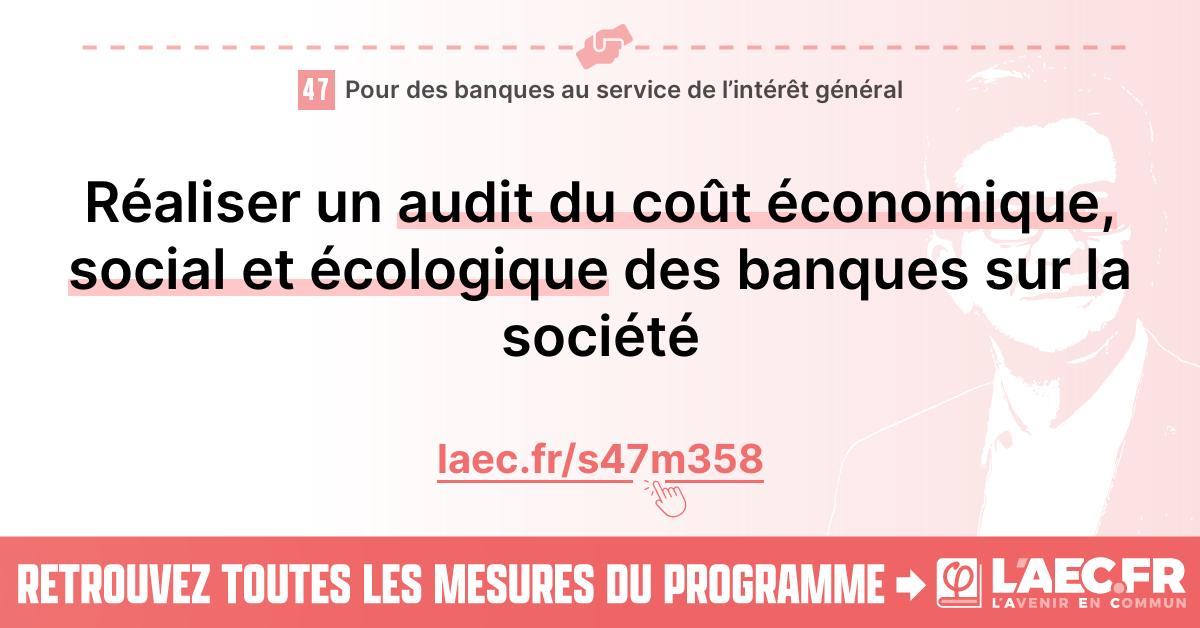 47 Pour des banques au service de l’intérêt général
Réaliser un audit du coût économique,
social et écologique des banques sur la
société
laec.fr/s47m358
RETROUVEZ TOUTES LES MESURES DU PROGRAMME
L'AEC.FR
L'AVENIR EN COMMUN